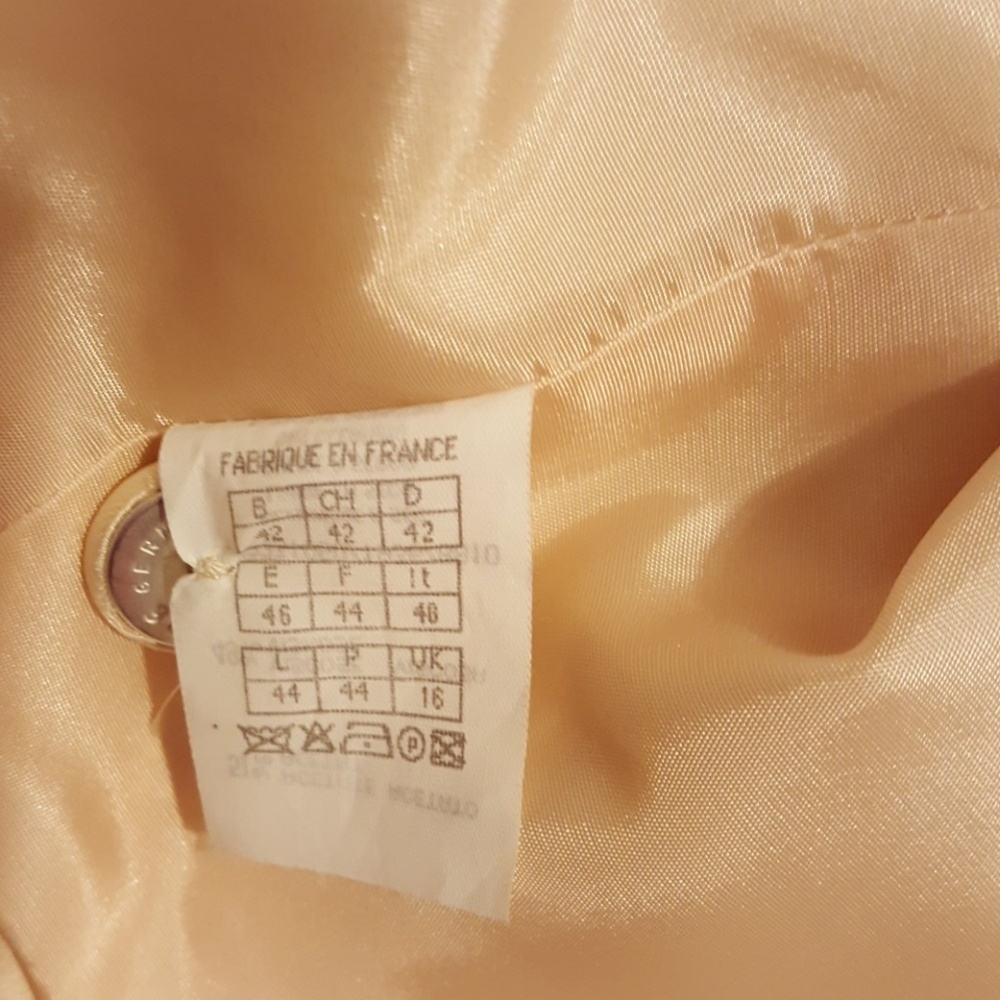 FABRIQUE EN FRANCE
B CH D
42 42 42
E F It
46 44 46
L P UK
44 44 16
P